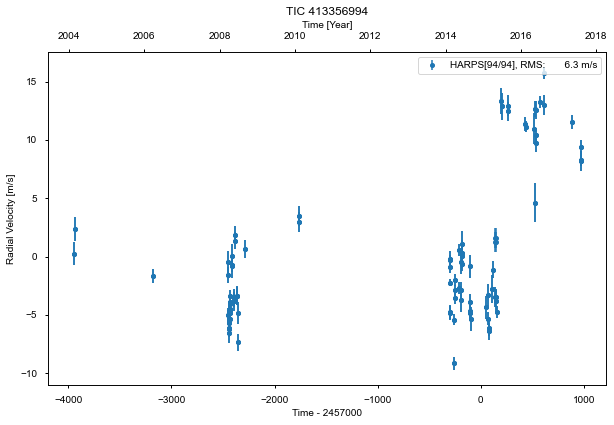 TIC 413356994
Time [Year]
2004 2006 2008 2010 2012 2014 2016 2018
HARPS[94/94], RMS: 6.3 m/s
Radial Velocity [m/s]
15
10
5
0
−5
−10
−4000 −3000 −2000 −1000 0 1000
Time - 2457000